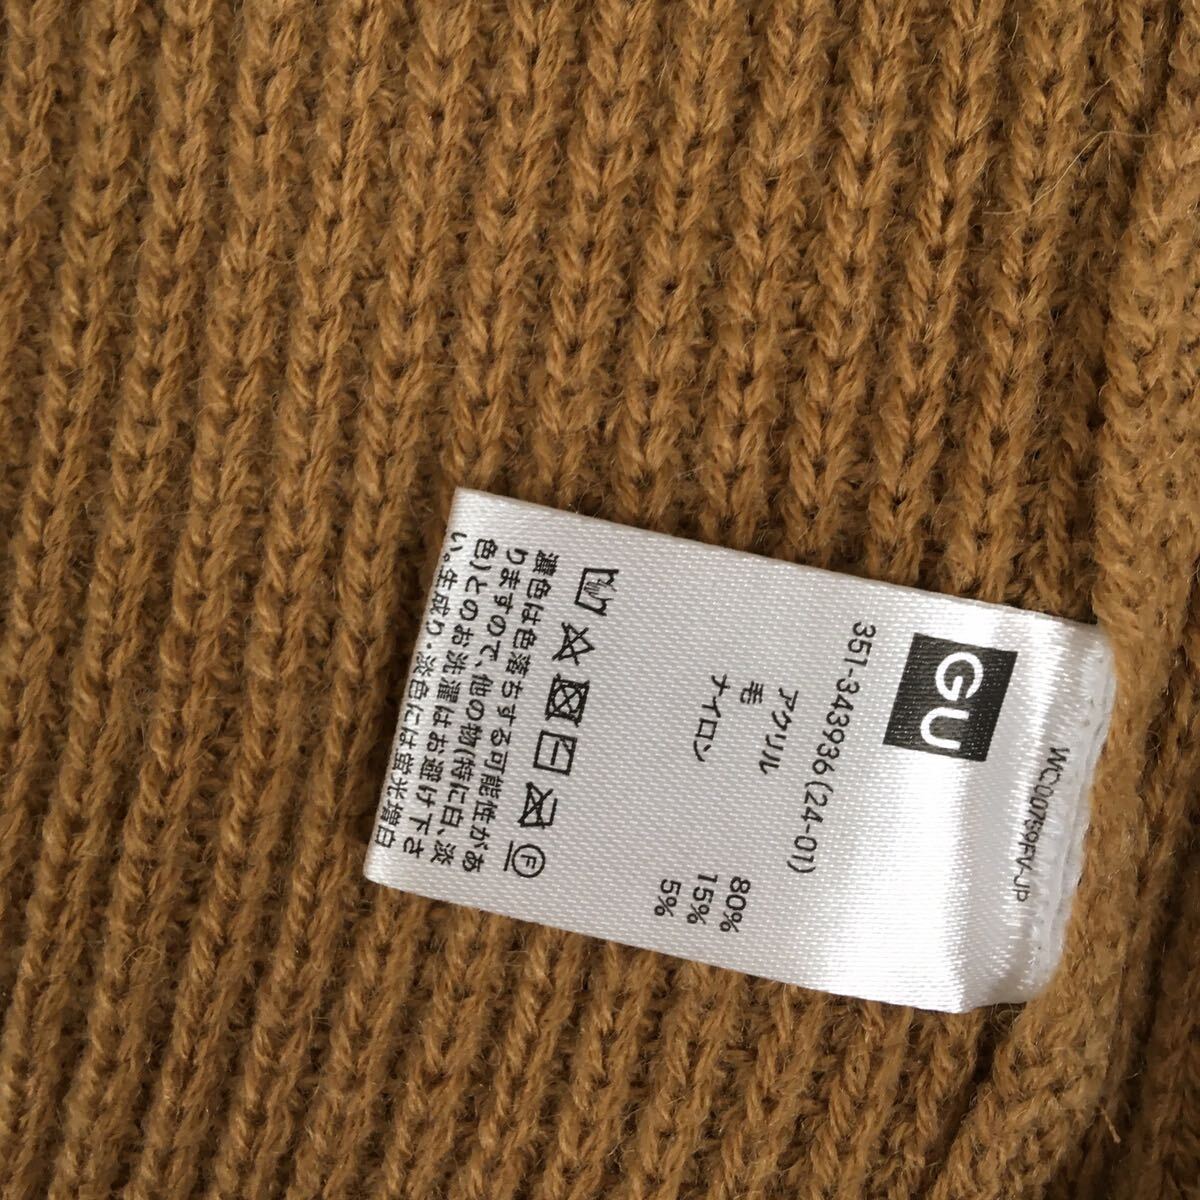 WC00759FV-JP
GU
351-343936 (24-01)
アクリル 80%
毛 15%
ナイロン 5%
F
濃色は色落ちする可能性があ
りますので、他の物(特に白、淡
色)とのお洗濯はお避け下さ
い。生成り・淡色には蛍光増白